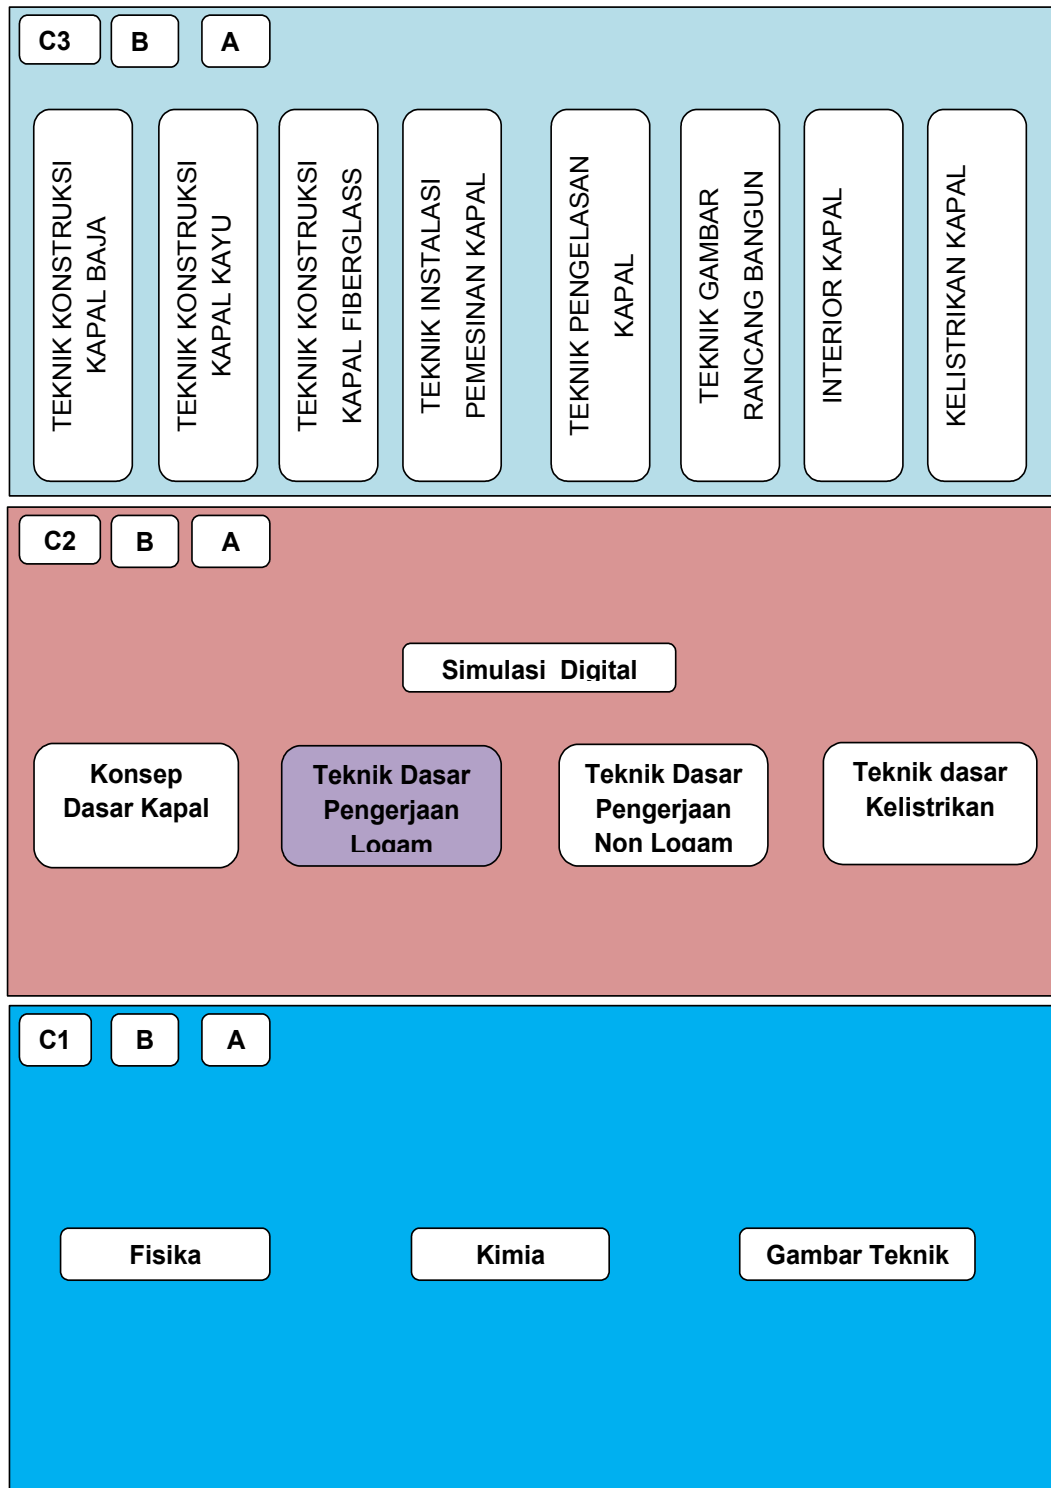 C3 B A
TEKNIK KONSTRUKSI
KAPAL BAJA
TEKNIK KONSTRUKSI
KAPAL KAYU
TEKNIK KONSTRUKSI
KAPAL FIBERGLASS
TEKNIK INSTALASI
PEMESINAN KAPAL
TEKNIK PENGELASAN
KAPAL
TEKNIK GAMBAR
RANCANG BANGUN
INTERIOR KAPAL
KELISTRIKAN KAPAL
C2 B A
Simulasi Digital
Konsep
Dasar Kapal
Teknik Dasar
Pengerjaan
Logam
Teknik Dasar
Pengerjaan
Non Logam
Teknik dasar
Kelistrikan
C1 B A
Fisika
Kimia
Gambar Teknik